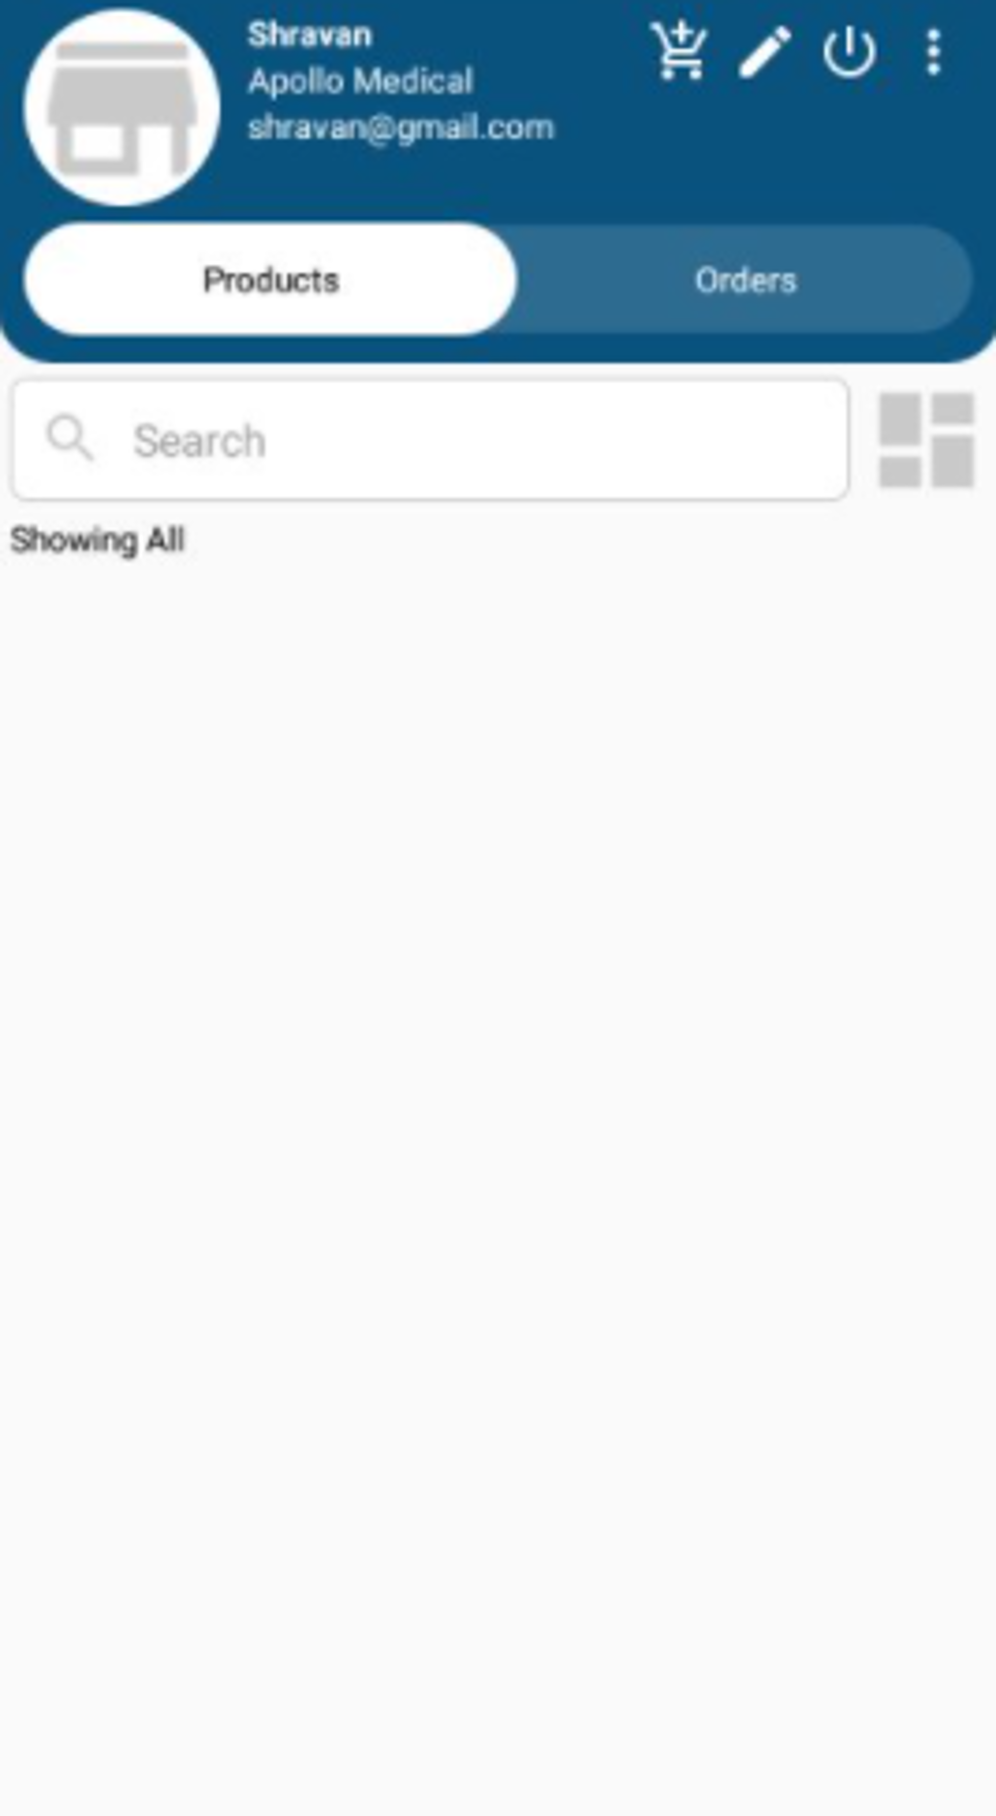 Shravan
Apollo Medical
shravan@gmail.com
Products
Orders
Search
Showing All